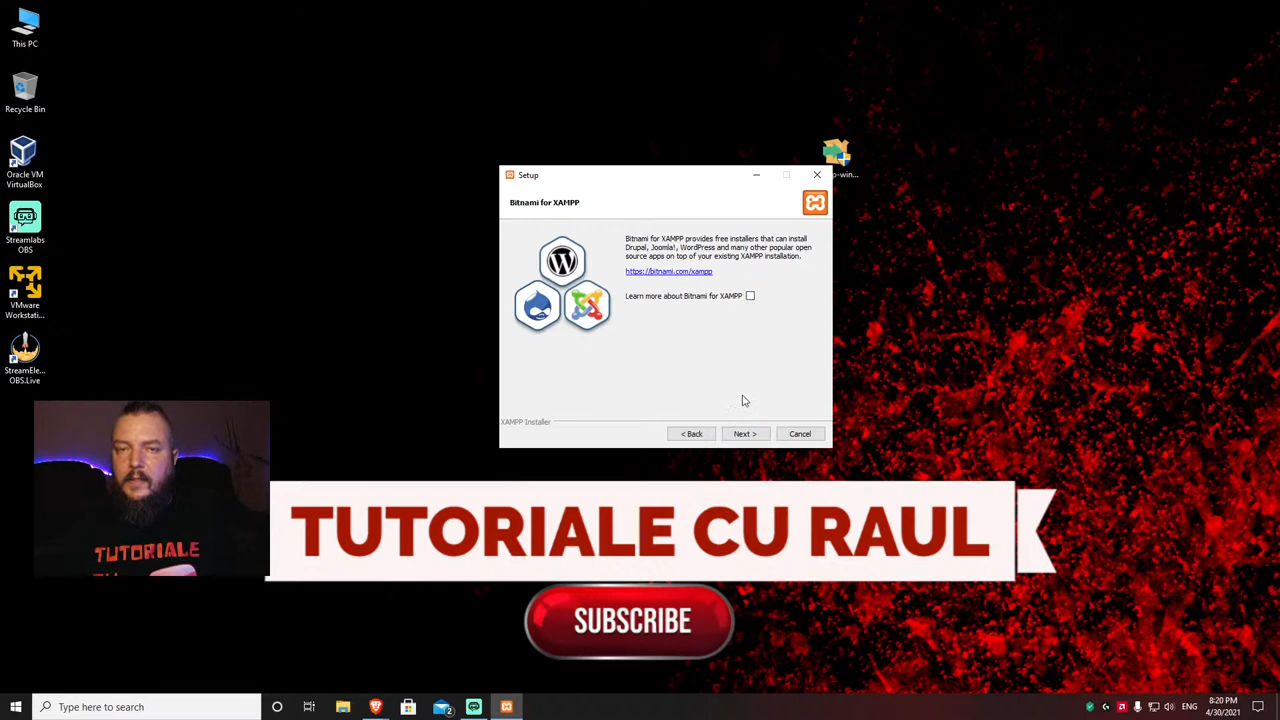 This PC
Recycle Bin
Oracle VM
VirtualBox
Streamlabs
OBS
VMware
Workstati...
StreamEle...
OBS.Live
p-win...
Setup
Bitnami for XAMPP
Bitnami for XAMPP provides free installers that can install
Drupal, Joomla!, WordPress and many other popular open
source apps on top of your existing XAMPP installation.
https://bitnami.com/xampp
Learn more about Bitnami for XAMPP
XAMPP Installer
< Back
Next >
Cancel
TUTORIALE
TUTORIALE CU RAUL
SUBSCRIBE
Type here to search
2
ENG
8:20 PM
4/30/2021